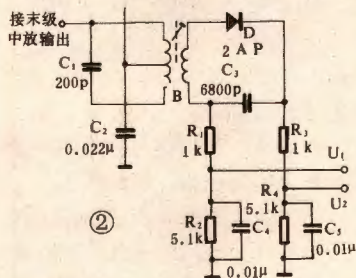 接末级
中放输出
C₁
200p
C₂
0.022μ
B
D
2AP
C₃
6800p
R₁
1k
R₃
1k
U₁
U₂
R₂
5.1k
C₄
0.01μ
R₄
5.1k
C₅
0.01μ
②